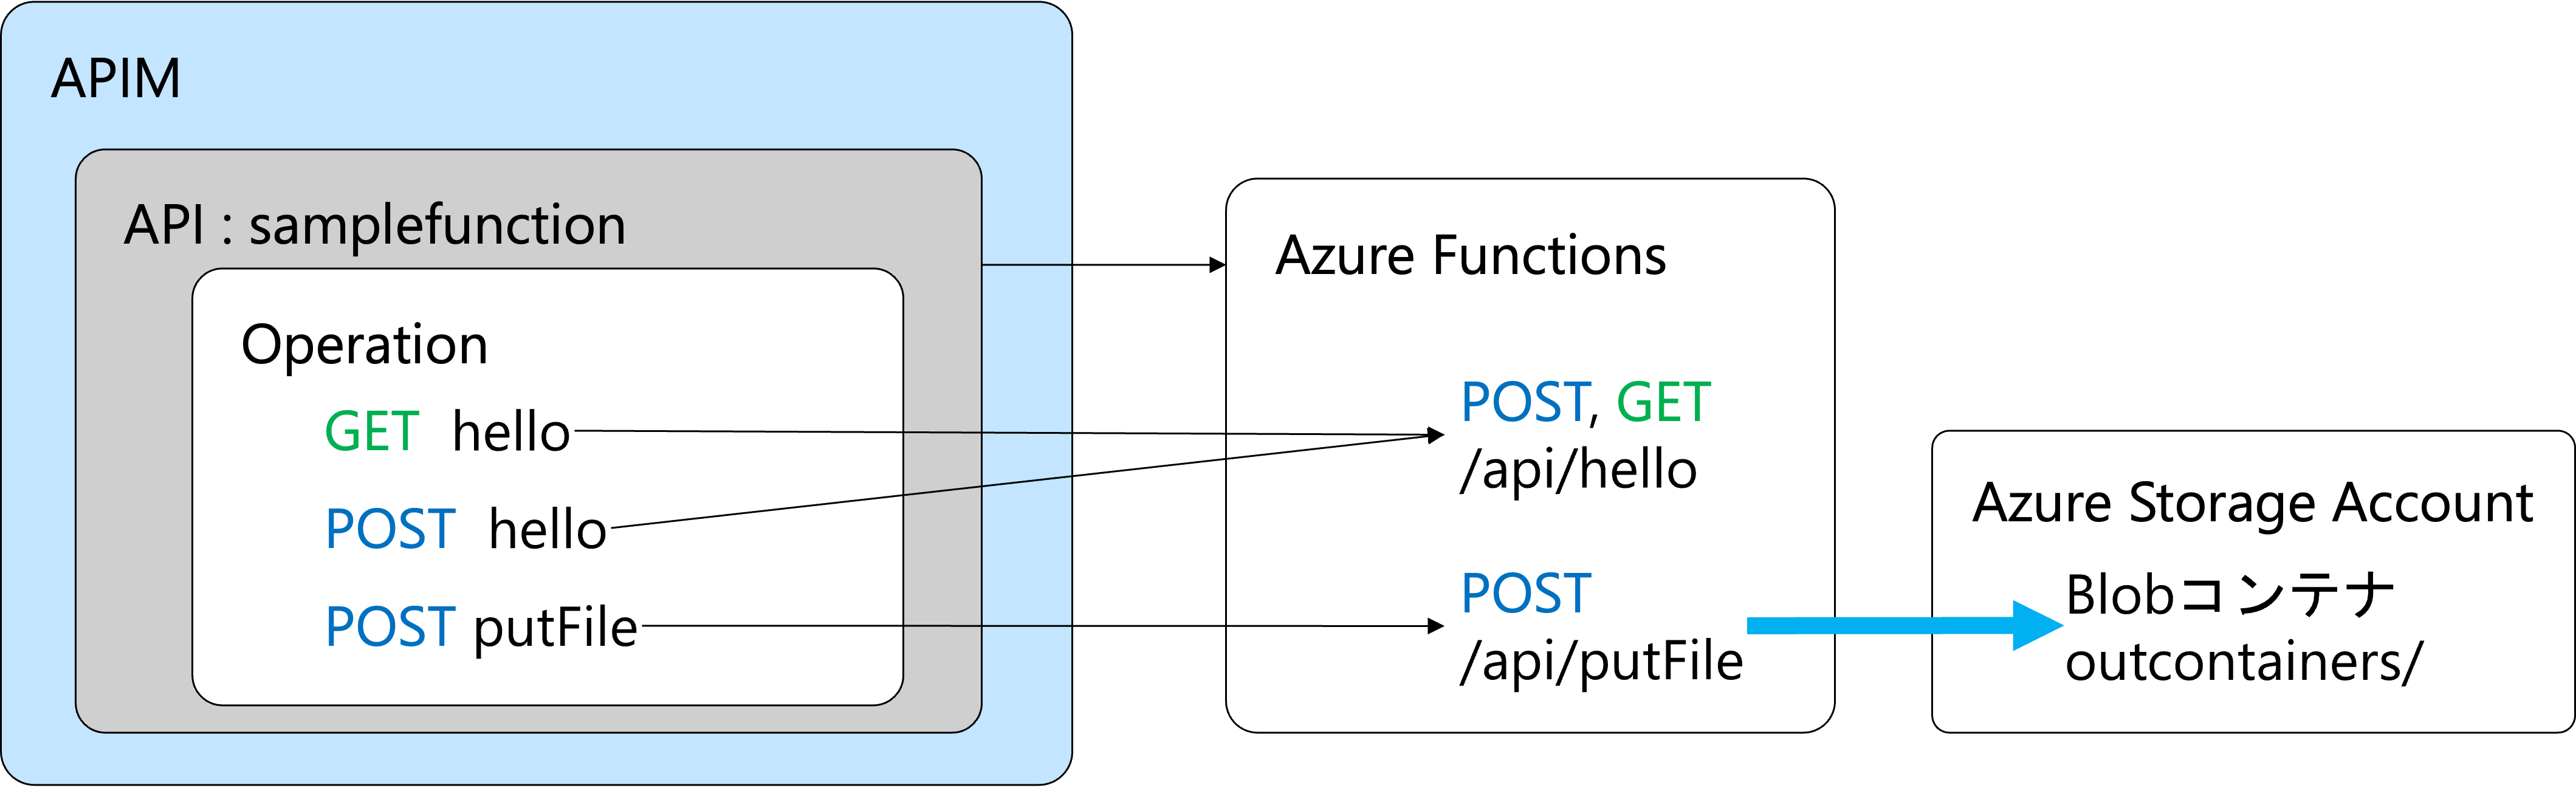 APIM
API : samplefunction
Operation
GET hello
POST hello
POST putFile
Azure Functions
POST, GET
/api/hello
POST
/api/putFile
Azure Storage Account
Blobコンテナ
outcontainers/